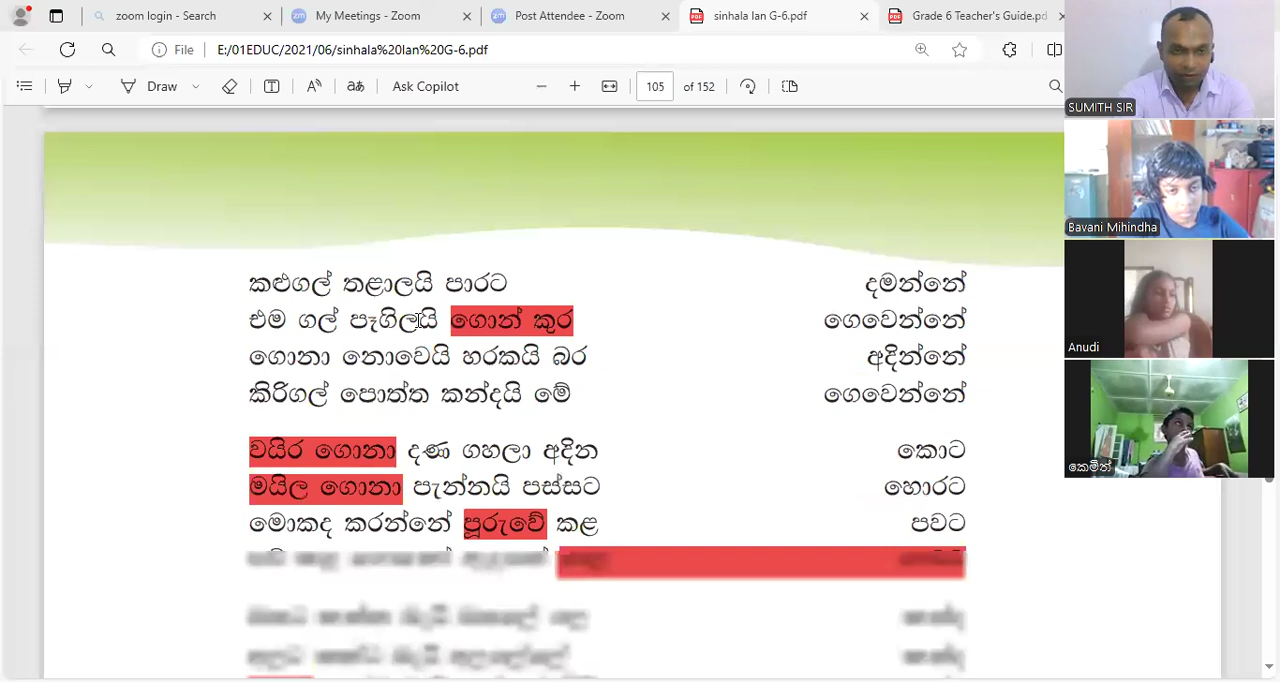 zoom login - Search
My Meetings - Zoom
Post Attendee - Zoom
sinhala lan G-6.pdf
Grade 6 Teacher's Guide.pd
File E:/01EDUC/2021/06/sinhala%20lan%20G-6.pdf
Draw
Ask Copilot
105 of 152
SUMITH SIR
Bavani Mihindha
Anudi
කෙමිත්
කළුගල් තළාලයි පාරට දමන්නේ
එම ගල් පෑගිලයි ගොන් කුර ගෙවෙන්නේ
ගොනා නොවෙයි හරකයි බර අදින්නේ
කිරිගල් පොත්ත කන්දයි මේ ගෙවෙන්නේ
වයිර ගොනා දණ ගහලා අදින කොට
මයිල ගොනා පැන්නයි පස්සට හොරට
මොකද කරන්නේ පූරුවේ කළ පවට